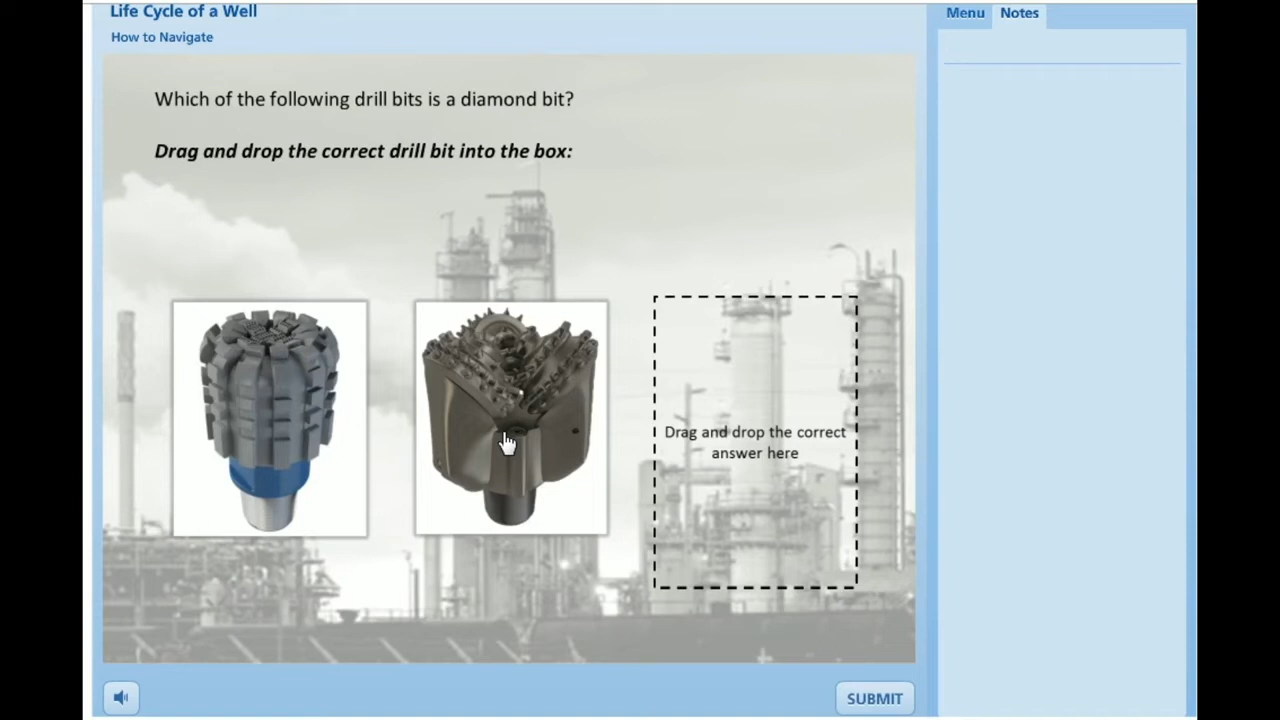 Life Cycle of a Well
Menu
Notes
How to Navigate
Which of the following drill bits is a diamond bit?
Drag and drop the correct drill bit into the box:
Drag and drop the correct
answer here
SUBMIT